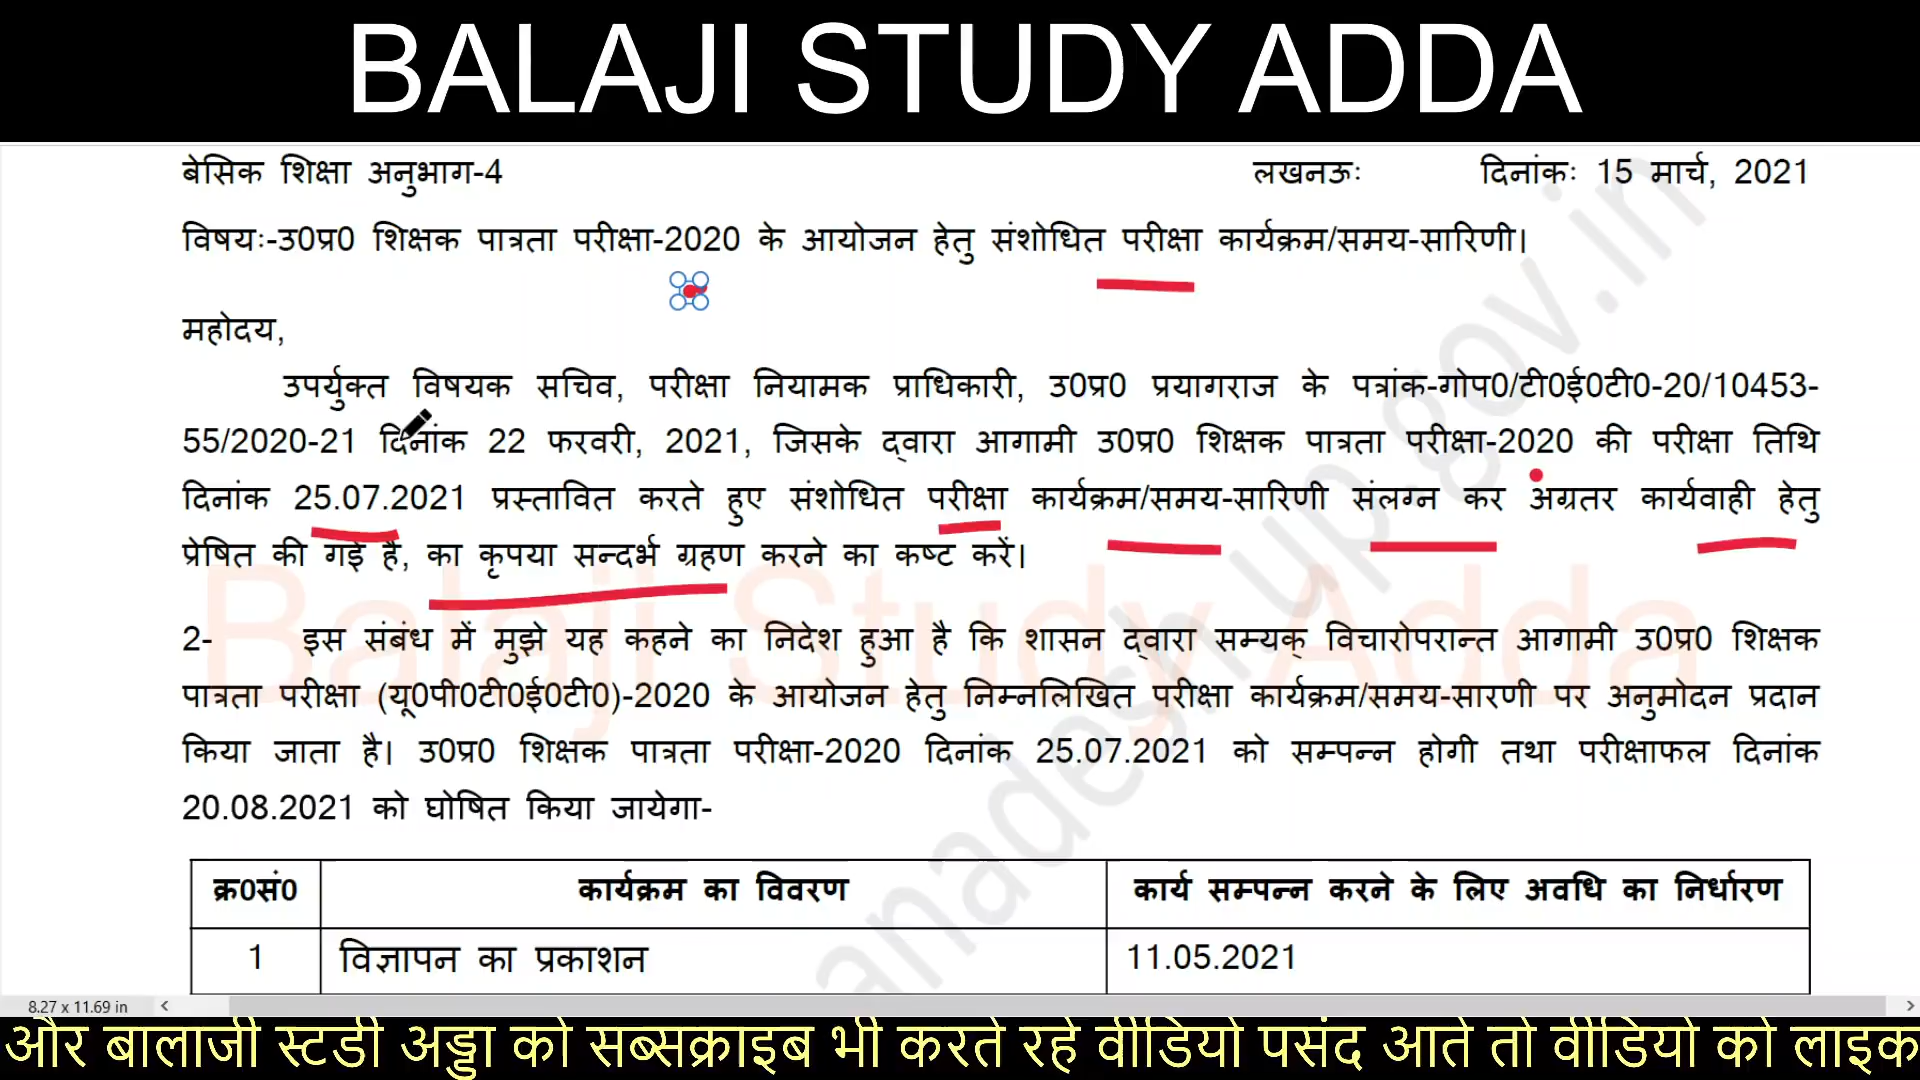 BALAJI STUDY ADDA
बेसिक शिक्षा अनुभाग-4 लखनऊः दिनांकः 15 मार्च, 2021
विषयः-उ0प्र0 शिक्षक पात्रता परीक्षा-2020 के आयोजन हेतु संशोधित परीक्षा कार्यक्रम/समय-सारिणी।
महोदय,
उपर्युक्त विषयक सचिव, परीक्षा नियामक प्राधिकारी, उ0प्र0 प्रयागराज के पत्रांक-गोप0/टी0ई0टी0-20/10453-
55/2020-21 दिनांक 22 फरवरी, 2021, जिसके द्वारा आगामी उ0प्र0 शिक्षक पात्रता परीक्षा-2020 की परीक्षा तिथि
दिनांक 25.07.2021 प्रस्तावित करते हुए संशोधित परीक्षा कार्यक्रम/समय-सारिणी संलग्न कर अग्रतर कार्यवाही हेतु
प्रेषित की गई है, का कृपया सन्दर्भ ग्रहण करने का कष्ट करें।
2- इस संबंध में मुझे यह कहने का निदेश हुआ है कि शासन द्वारा सम्यक् विचारोपरान्त आगामी उ0प्र0 शिक्षक
पात्रता परीक्षा (यू0पी0टी0ई0टी0)-2020 के आयोजन हेतु निम्नलिखित परीक्षा कार्यक्रम/समय-सारणी पर अनुमोदन प्रदान
किया जाता है। उ0प्र0 शिक्षक पात्रता परीक्षा-2020 दिनांक 25.07.2021 को सम्पन्न होगी तथा परीक्षाफल दिनांक
20.08.2021 को घोषित किया जायेगा-
Balaji Study Adda
anadesh.up.gov.in
क्र0सं0 कार्यक्रम का विवरण कार्य सम्पन्न करने के लिए अवधि का निर्धारण
1 विज्ञापन का प्रकाशन 11.05.2021
8.27 x 11.69 in
और बालाजी स्टडी अड्डा को सब्सक्राइब भी करते रहे वीडियो पसंद आते तो वीडियो को लाइक